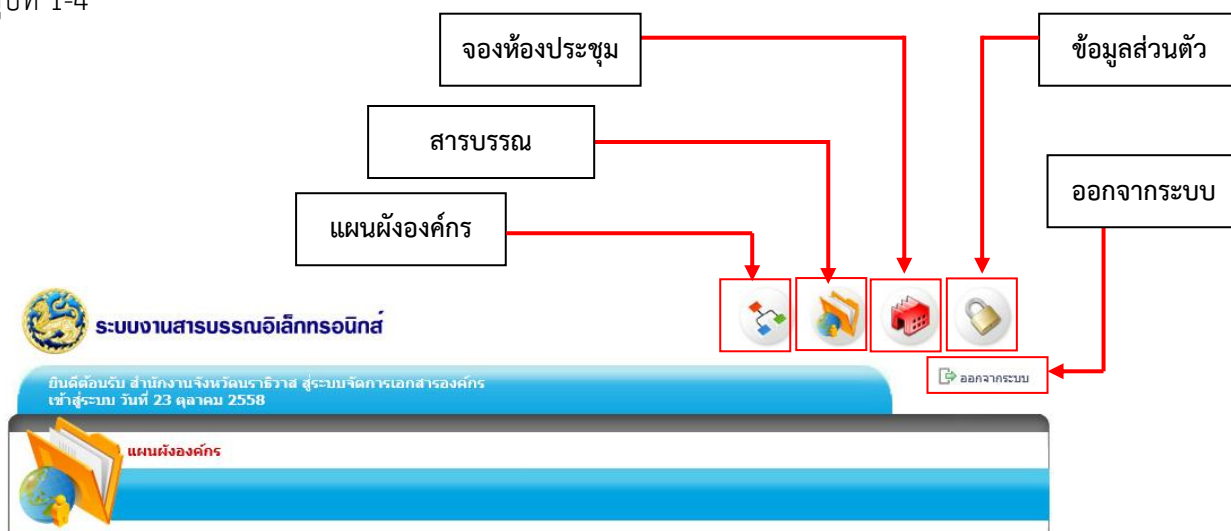 รูปที่ 1-4
จองห้องประชุม
ข้อมูลส่วนตัว
สารบรรณ
ออกจากระบบ
แผนผังองค์กร
ระบบงานสารบรรณอิเล็กทรอนิกส์
ออกจากระบบ
ยินดีต้อนรับ สำนักงานจังหวัดนราธิวาส สู่ระบบจัดการเอกสารองค์กร
เข้าสู่ระบบ วันที่ 23 ตุลาคม 2558
แผนผังองค์กร